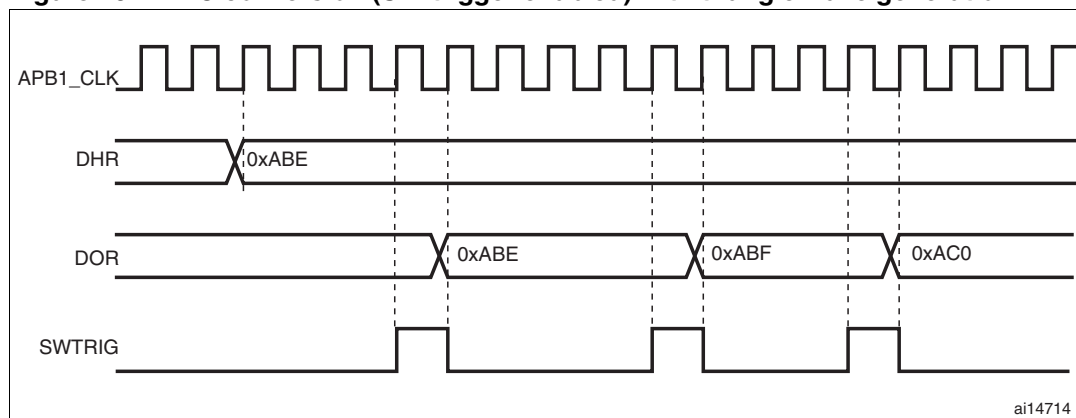 APB1_CLK
DHR
0xABE
DOR
0xABE
0xABF
0xAC0
SWTRIG
ai14714